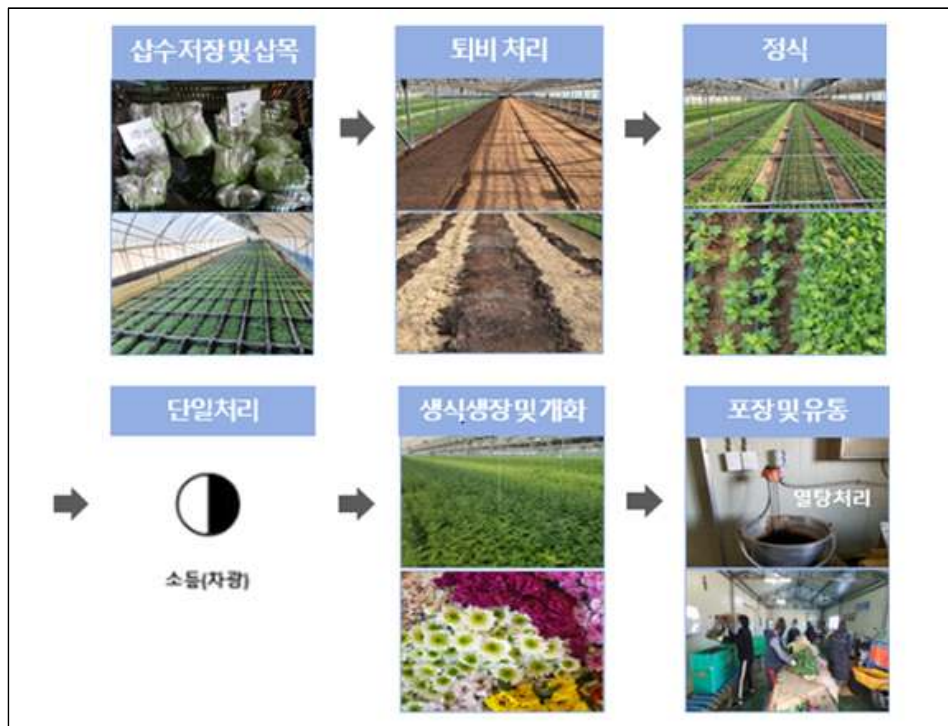 삽수저장 및 삽목
퇴비 처리
정식
단일처리
소등(차광)
생식생장 및 개화
포장 및 유통
열탕처리